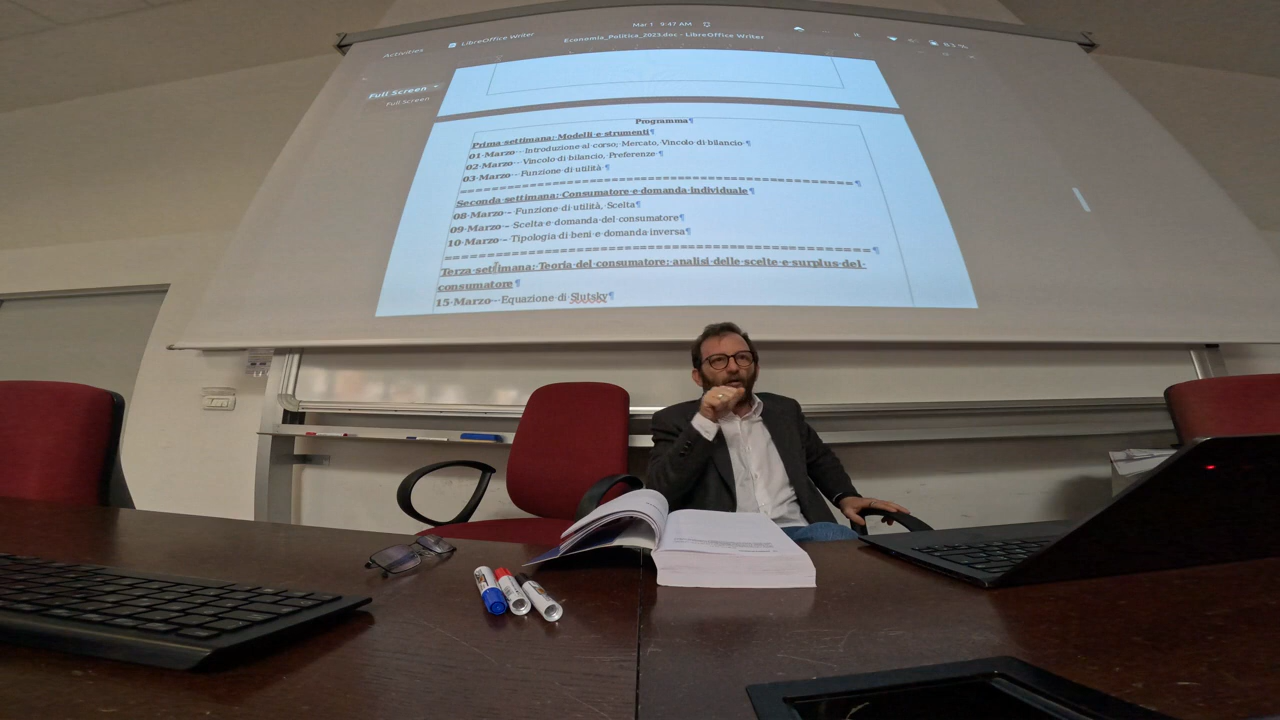 Mar 1 9:47 AM
Activities LibreOffice Writer
Economia_Politica_2023.doc - LibreOffice Writer
it
83 %
Full Screen
Full Screen
Programma¶
Prima·settimana:·Modelli·e·strumenti¶
01·Marzo·-·Introduzione·al·corso;·Mercato,·Vincolo·di·bilancio·¶
02·Marzo·-·Vincolo·di·bilancio,·Preferenze·¶
03·Marzo·-·Funzione·di·utilità·¶
Seconda·settimana:·Consumatore·e·domanda·individuale¶
08·Marzo·–·Funzione·di·utilità,·Scelta¶
09·Marzo·–·Scelta·e·domanda·del·consumatore¶
10·Marzo·–·Tipologia·di·beni·e·domanda·inversa¶
Terza·settimana:·Teoria·del·consumatore:·analisi·delle·scelte·e·surplus·del·
consumatore¶
15·Marzo·-·Equazione·di·Slutsky¶